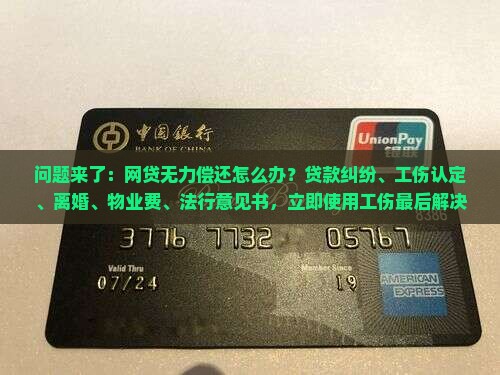 中国银行
BANK OF CHINA
UnionPay
问题来了：网贷无力偿还怎么办？贷款纠纷、工伤认定
、离婚、物业费、法行意见书，立即使用工伤最后解决
8386
3776 7732 05767
Valid Thru
Member Since
07/24
19
AMERICAN
EXPRESS